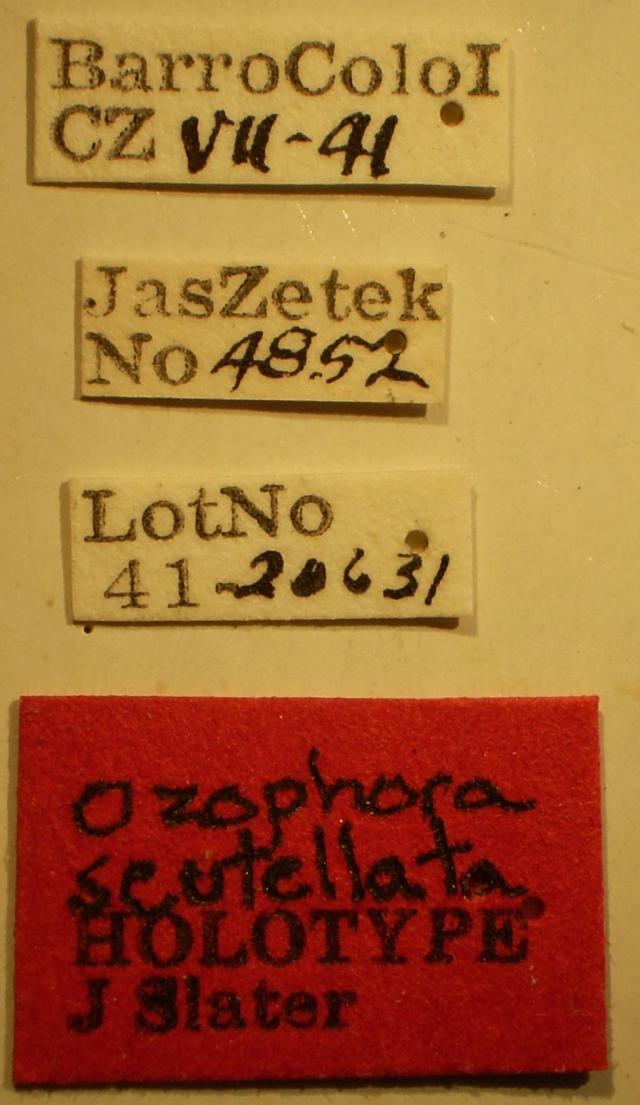 BarroColoI
CZ VII-41
JasZetek
No 4852
LotNo
41-20631
Ozophora
scutellata
HOLOTYPE
J Slater